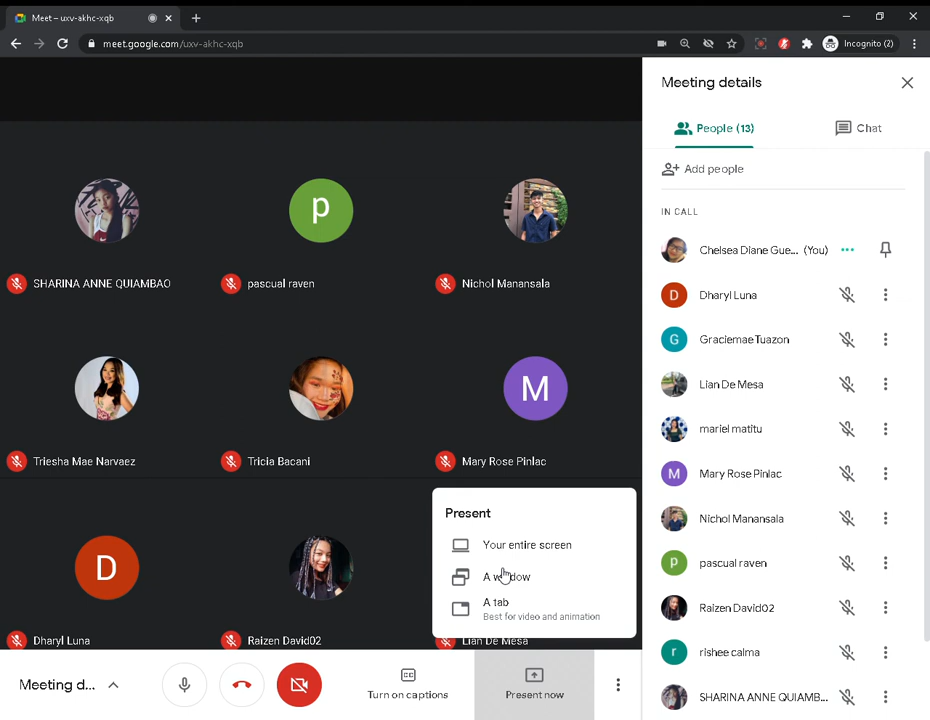 Meet – uxv-akhc-xqb
meet.google.com/uxv-akhc-xqb
Incognito (2)
SHARINA ANNE QUIAMBAO
p
pascual raven
Nichol Manansala
Triesha Mae Narvaez
Tricia Bacani
M
Mary Rose Pinlac
D
Dharyl Luna
Raizen David02
Lian De Mesa
Present
Your entire screen
A window
A tab
Best for video and animation
Meeting d...
CC
Turn on captions
Present now
Meeting details
People (13)
Chat
Add people
IN CALL
Chelsea Diane Gue... (You)
D
Dharyl Luna
G
Graciemae Tuazon
Lian De Mesa
mariel matitu
M
Mary Rose Pinlac
Nichol Manansala
p
pascual raven
Raizen David02
r
rishee calma
SHARINA ANNE QUIAMB...